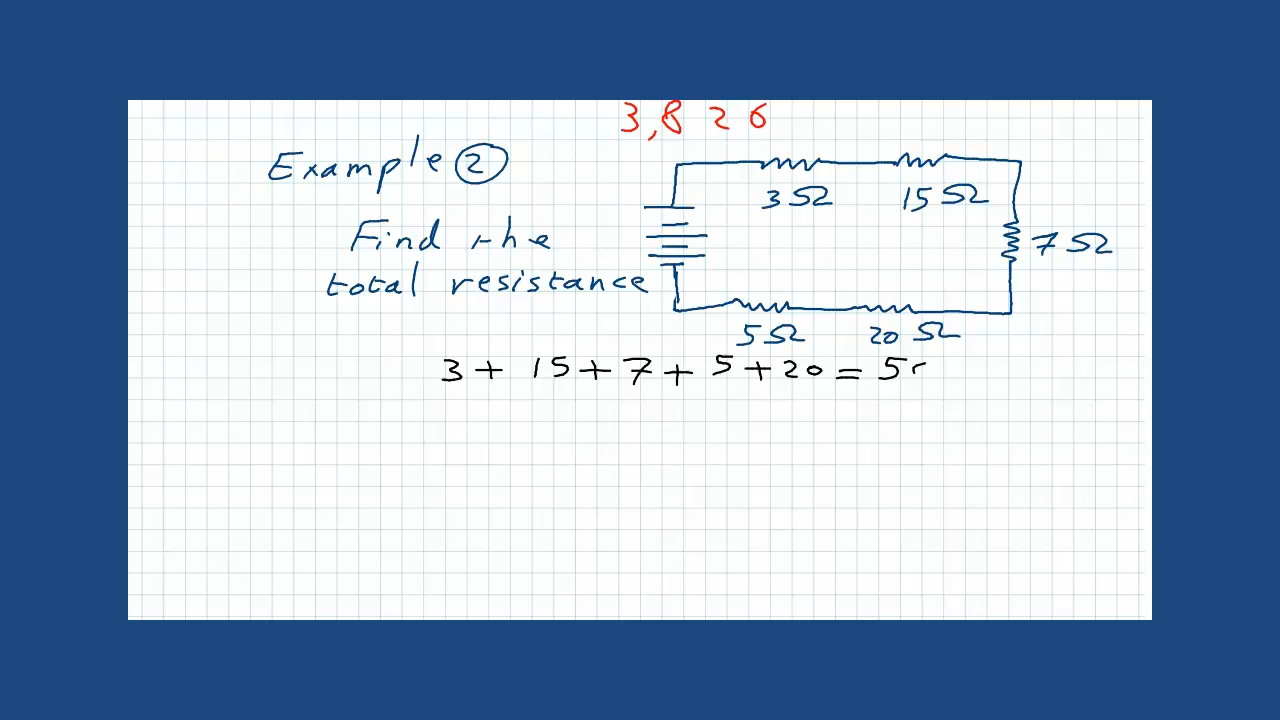 3,8 2 6
Example 2
3Ω 15Ω
Find the
7Ω
total resistance
5Ω 20Ω
3 + 15 + 7 + 5 + 20 = 5